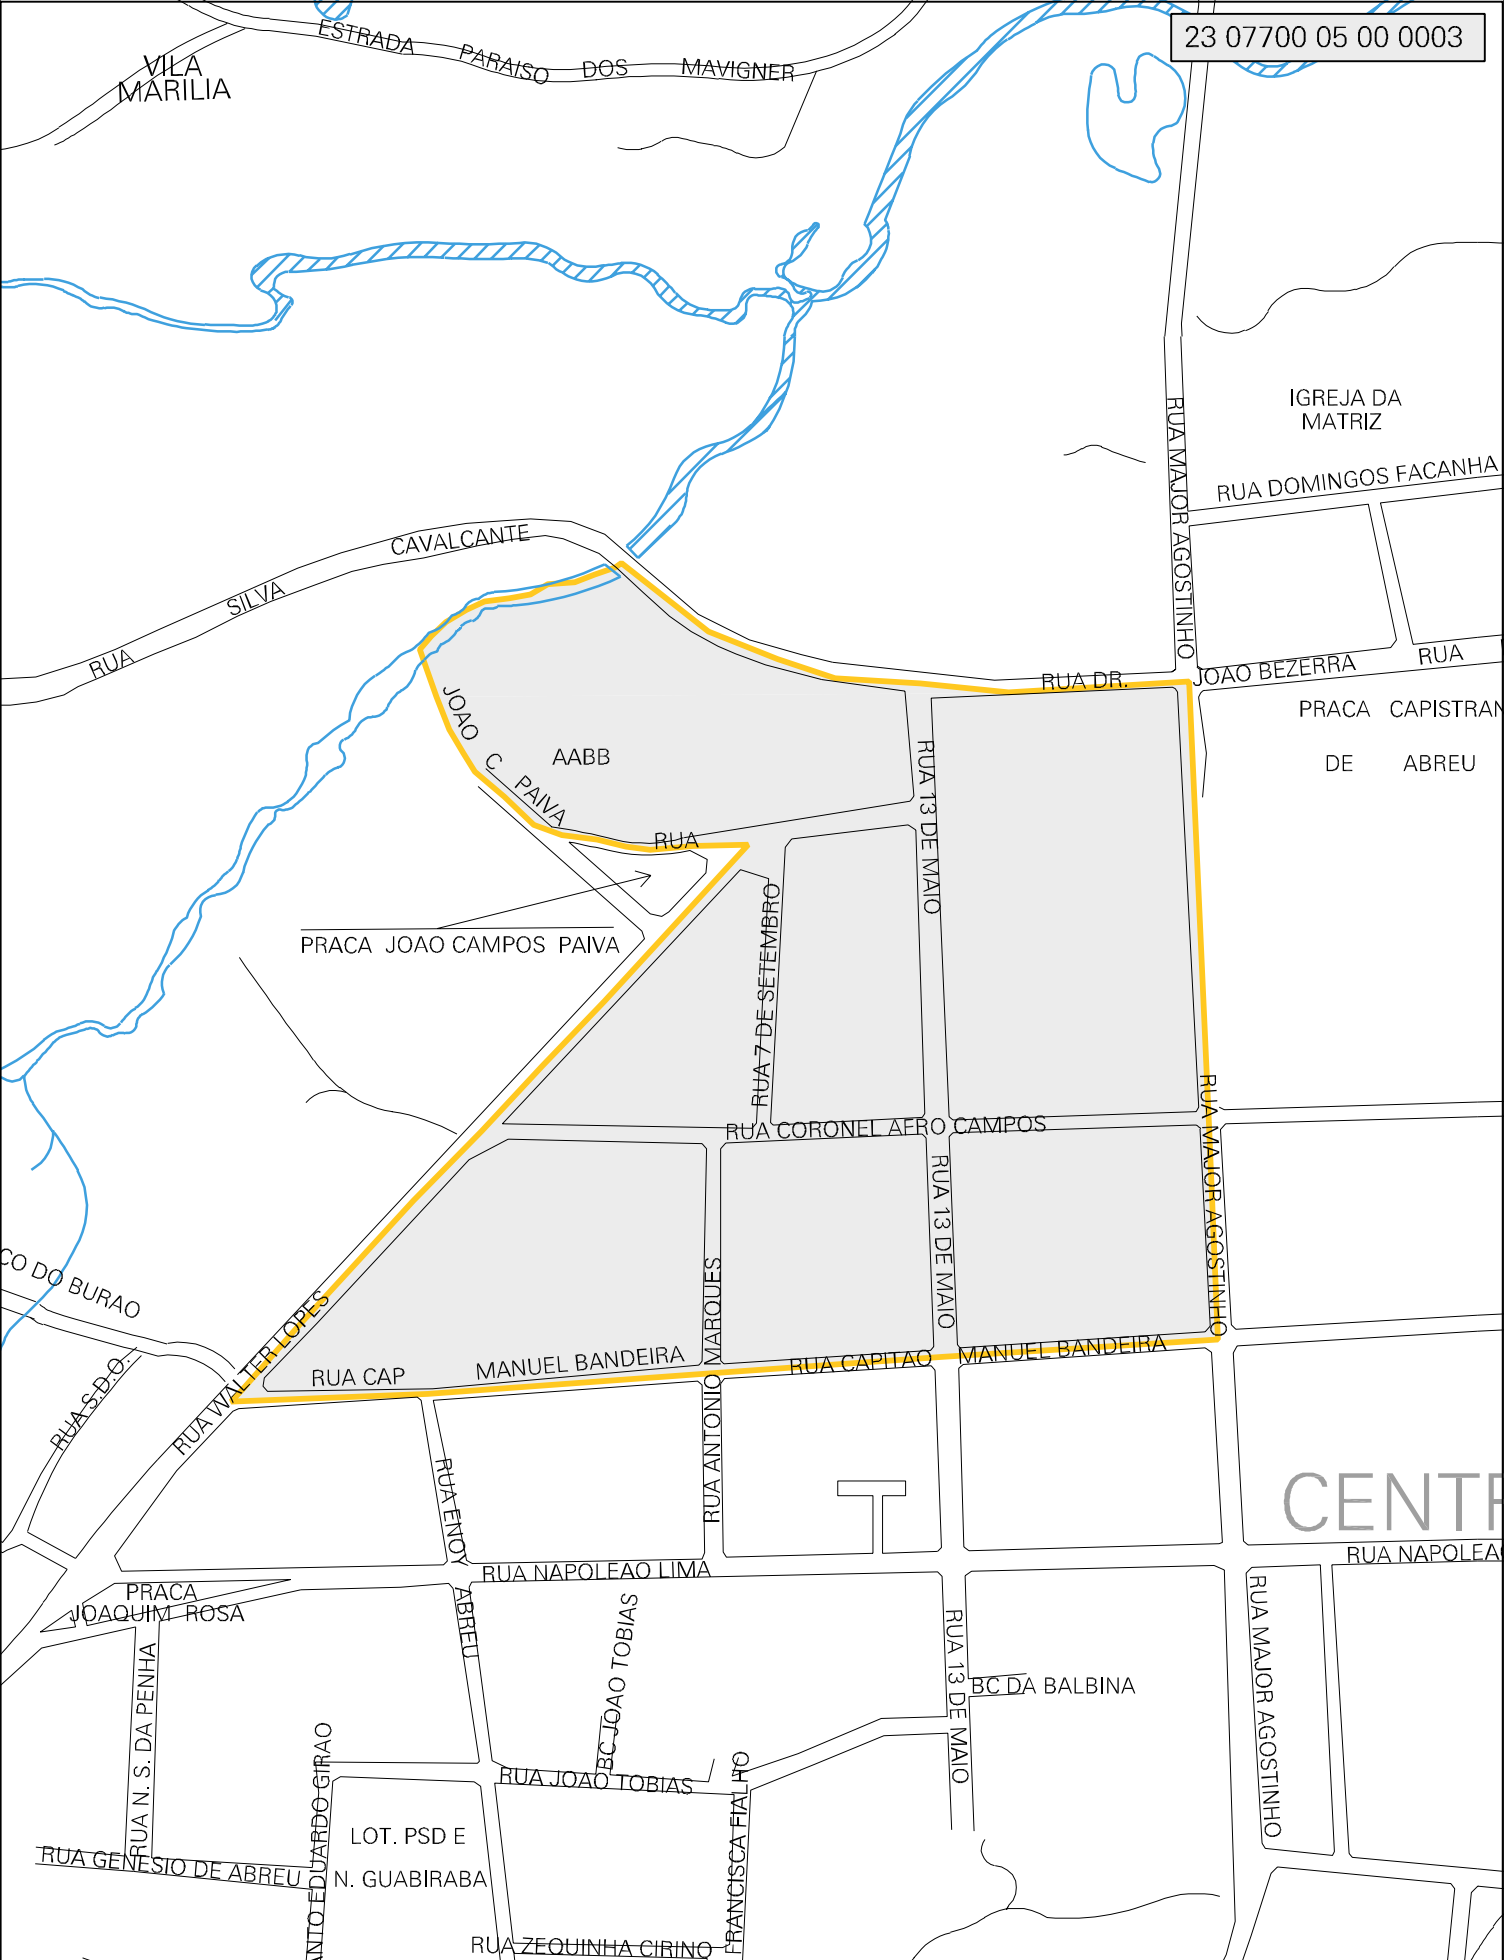 23 07700 05 00 0003
ESTRADA PARAISO DOS MAVIGNER
VILA
MARILIA
IGREJA DA
MATRIZ
RUA DOMINGOS FACANHA
RUA MAJOR AGOSTINHO
RUA SILVA CAVALCANTE
RUA DR. JOAO BEZERRA RUA
PRACA CAPISTRAN
DE ABREU
JOAO C PAIVA RUA
AABB
RUA 13 DE MAIO
PRACA JOAO CAMPOS PAIVA
RUA 7 DE SETEMBRO
RUA CORONEL AFRO CAMPOS
RUA MAJOR AGOSTINHO
RUA 13 DE MAIO
CO DO BURAO
RUA WALTER LOPES
RUA S.D.O.
RUA CAP MANUEL BANDEIRA
RUA CAPITAO MANUEL BANDEIRA
RUA ANTONIO MARQUES
RUA ENOY ABREU
CENTR
RUA NAPOLEAO LIMA
RUA NAPOLEAO
PRACA
JOAQUIM ROSA
RUA N. S. DA PENHA
BC JOAO TOBIAS
RUA 13 DE MAIO
BC DA BALBINA
RUA MAJOR AGOSTINHO
RUA JOAO TOBIAS
ANTO EDUARDO GIRAO
FRANCISCA FIALHO
LOT. PSD E
N. GUABIRABA
RUA GENESIO DE ABREU
RUA ZEQUINHA CIRINO